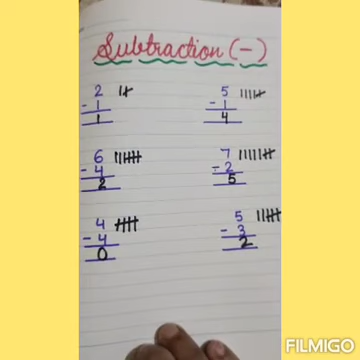 Subtraction (-)
2 5
- 1 - 1
1 4
6 7
- 4 - 2
2 5
4 5
- 4 - 3
0 2
FILMIGO